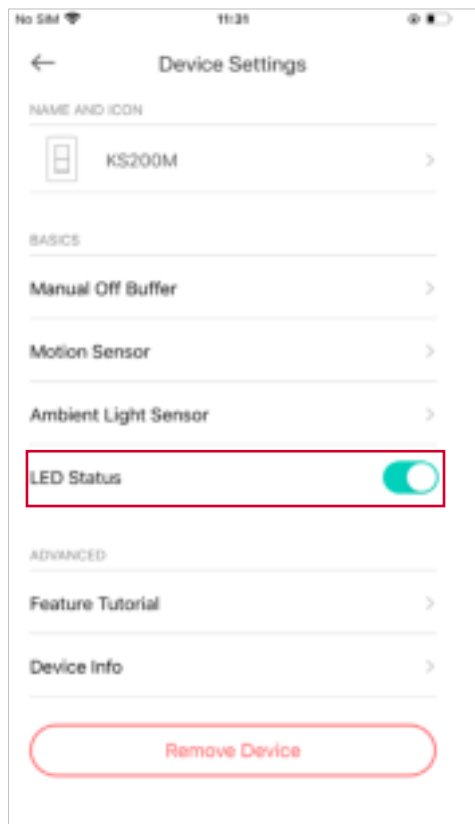 No SIM 11:31
Device Settings
NAME AND ICON
KS200M
BASICS
Manual Off Buffer
Motion Sensor
Ambient Light Sensor
LED Status
ADVANCED
Feature Tutorial
Device Info
Remove Device